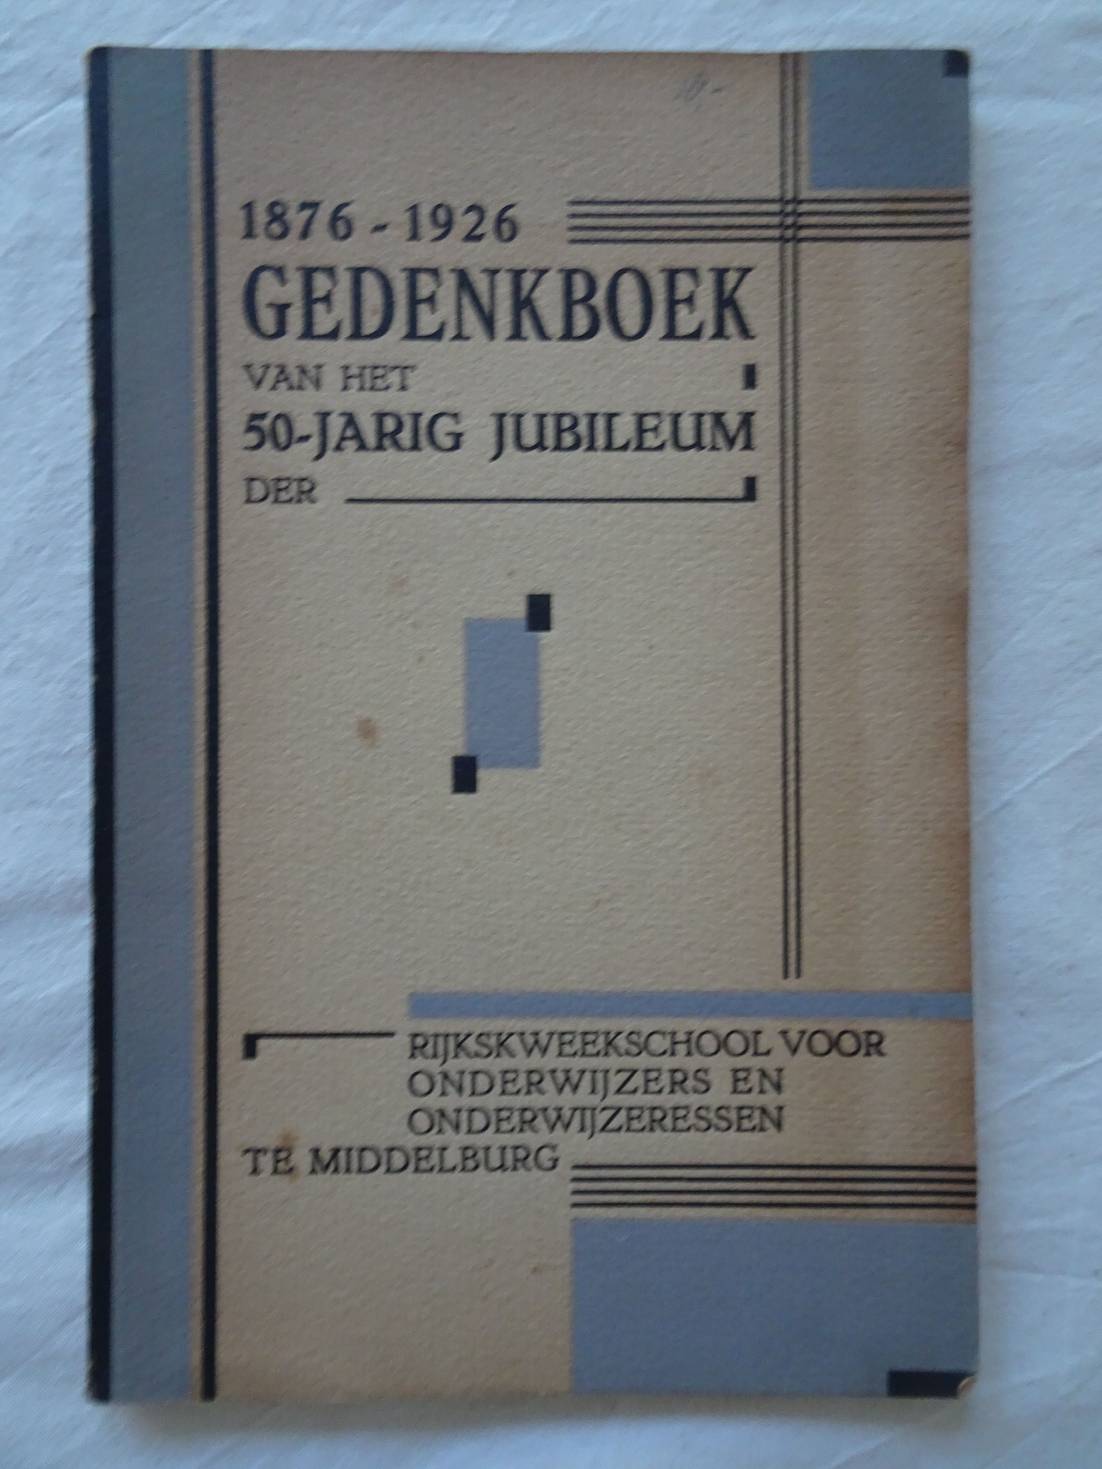 1876 - 1926
GEDENKBOEK
VAN HET
50-JARIG JUBILEUM
DER
RIJKSKWEEKSCHOOL VOOR
ONDERWIJZERS EN
ONDERWIJZERESSEN
TE MIDDELBURG